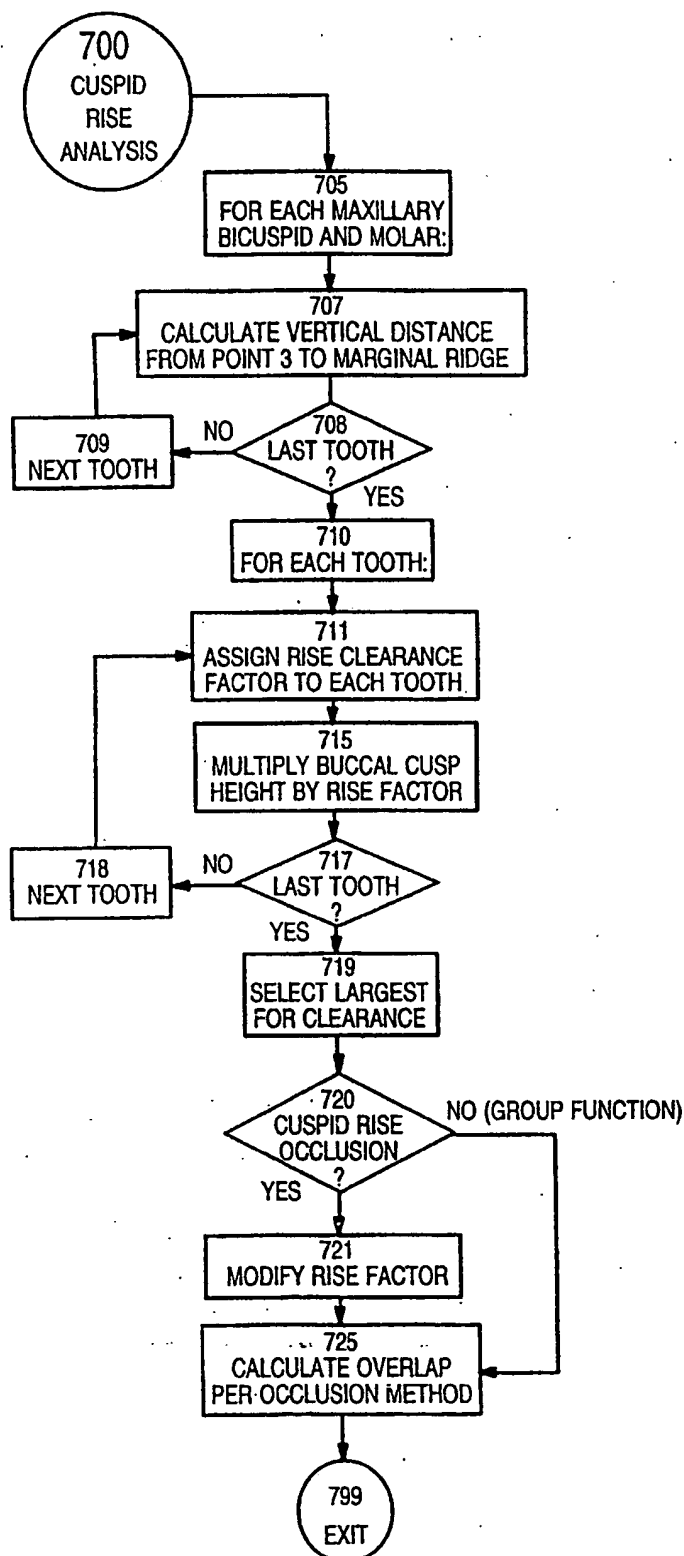 700
CUSPID
RISE
ANALYSIS
705
FOR EACH MAXILLARY
BICUSPID AND MOLAR:
707
CALCULATE VERTICAL DISTANCE
FROM POINT 3 TO MARGINAL RIDGE
708
LAST TOOTH
?
NO
709
NEXT TOOTH
YES
710
FOR EACH TOOTH:
711
ASSIGN RISE CLEARANCE
FACTOR TO EACH TOOTH
715
MULTIPLY BUCCAL CUSP
HEIGHT BY RISE FACTOR
717
LAST TOOTH
?
NO
718
NEXT TOOTH
YES
719
SELECT LARGEST
FOR CLEARANCE
720
CUSPID RISE
OCCLUSION
?
NO (GROUP FUNCTION)
YES
721
MODIFY RISE FACTOR
725
CALCULATE OVERLAP
PER OCCLUSION METHOD
799
EXIT